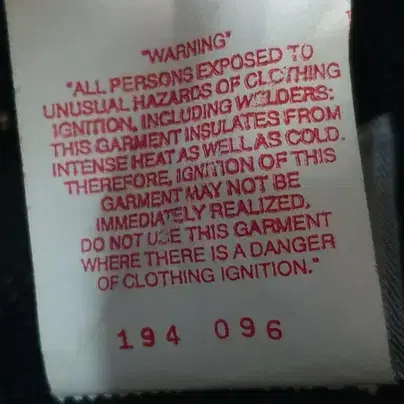 "WARNING"
"ALL PERSONS EXPOSED TO
UNUSUAL HAZARDS OF CLOTHING
IGNITION, INCLUDING WELDERS:
THIS GARMENT INSULATES FROM
INTENSE HEAT AS WELL AS COLD.
THEREFORE, IGNITION OF THIS
GARMENT MAY NOT BE
IMMEDIATELY REALIZED.
DO NOT USE THIS GARMENT
WHERE THERE IS A DANGER
OF CLOTHING IGNITION."
194 096